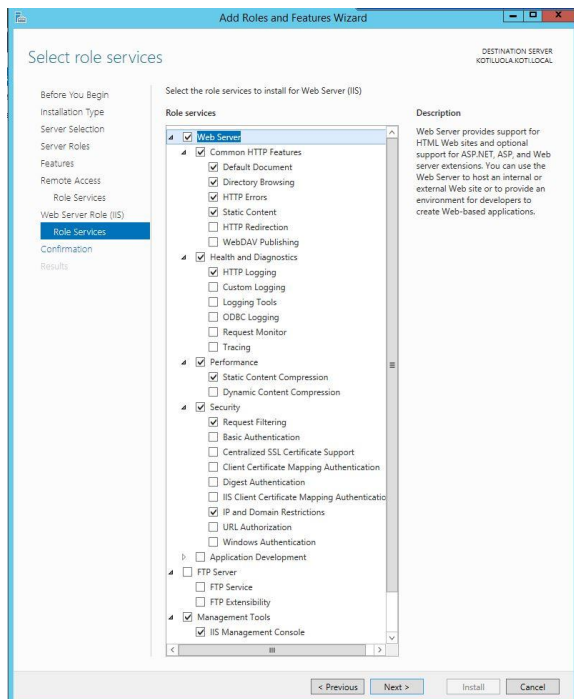 Add Roles and Features Wizard
Select role services
DESTINATION SERVER
KOTILUOLA.KOTI.LOCAL
Before You Begin
Installation Type
Server Selection
Server Roles
Features
Remote Access
Role Services
Web Server Role (IIS)
Role Services
Confirmation
Results
Select the role services to install for Web Server (IIS)
Role services
Web Server
Common HTTP Features
Default Document
Directory Browsing
HTTP Errors
Static Content
HTTP Redirection
WebDAV Publishing
Health and Diagnostics
HTTP Logging
Custom Logging
Logging Tools
ODBC Logging
Request Monitor
Tracing
Performance
Static Content Compression
Dynamic Content Compression
Security
Request Filtering
Basic Authentication
Centralized SSL Certificate Support
Client Certificate Mapping Authentication
Digest Authentication
IIS Client Certificate Mapping Authenticatio
IP and Domain Restrictions
URL Authorization
Windows Authentication
Application Development
FTP Server
FTP Service
FTP Extensibility
Management Tools
IIS Management Console
Description
Web Server provides support for
HTML Web sites and optional
support for ASP.NET, ASP, and Web
server extensions. You can use the
Web Server to host an internal or
external Web site or to provide an
environment for developers to
create Web-based applications.
< Previous
Next >
Install
Cancel